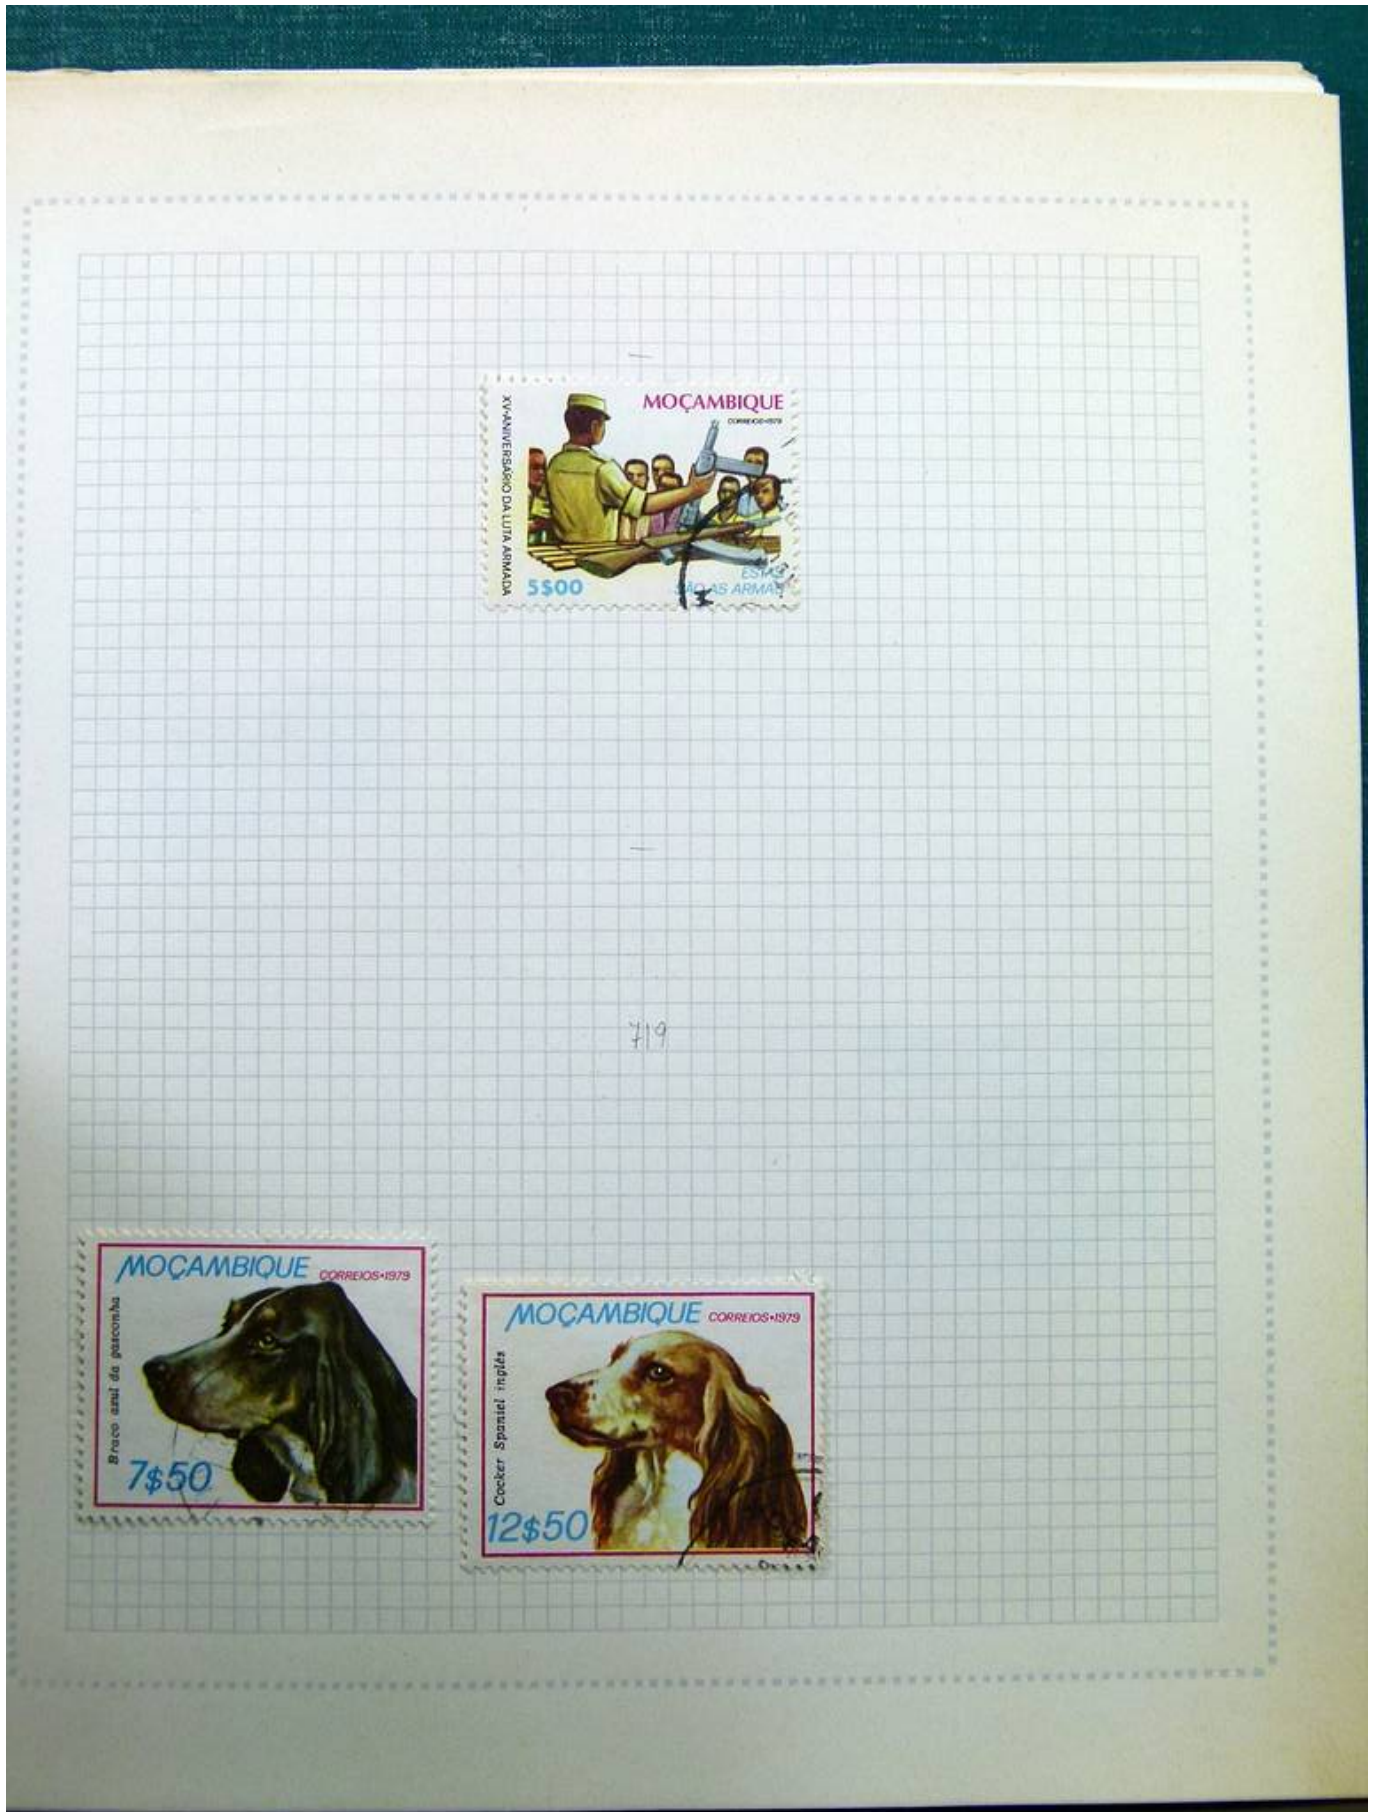 MOÇAMBIQUE
CORREIOS•1979
XV•ANIVERSÁRIO DA LUTA ARMADA
5$00
ESTAS
SÃO AS ARMAS
719
MOÇAMBIQUE
CORREIOS•1979
Braco azul da gasconha
7$50
MOÇAMBIQUE
CORREIOS•1979
Cocker Spaniel inglês
12$50